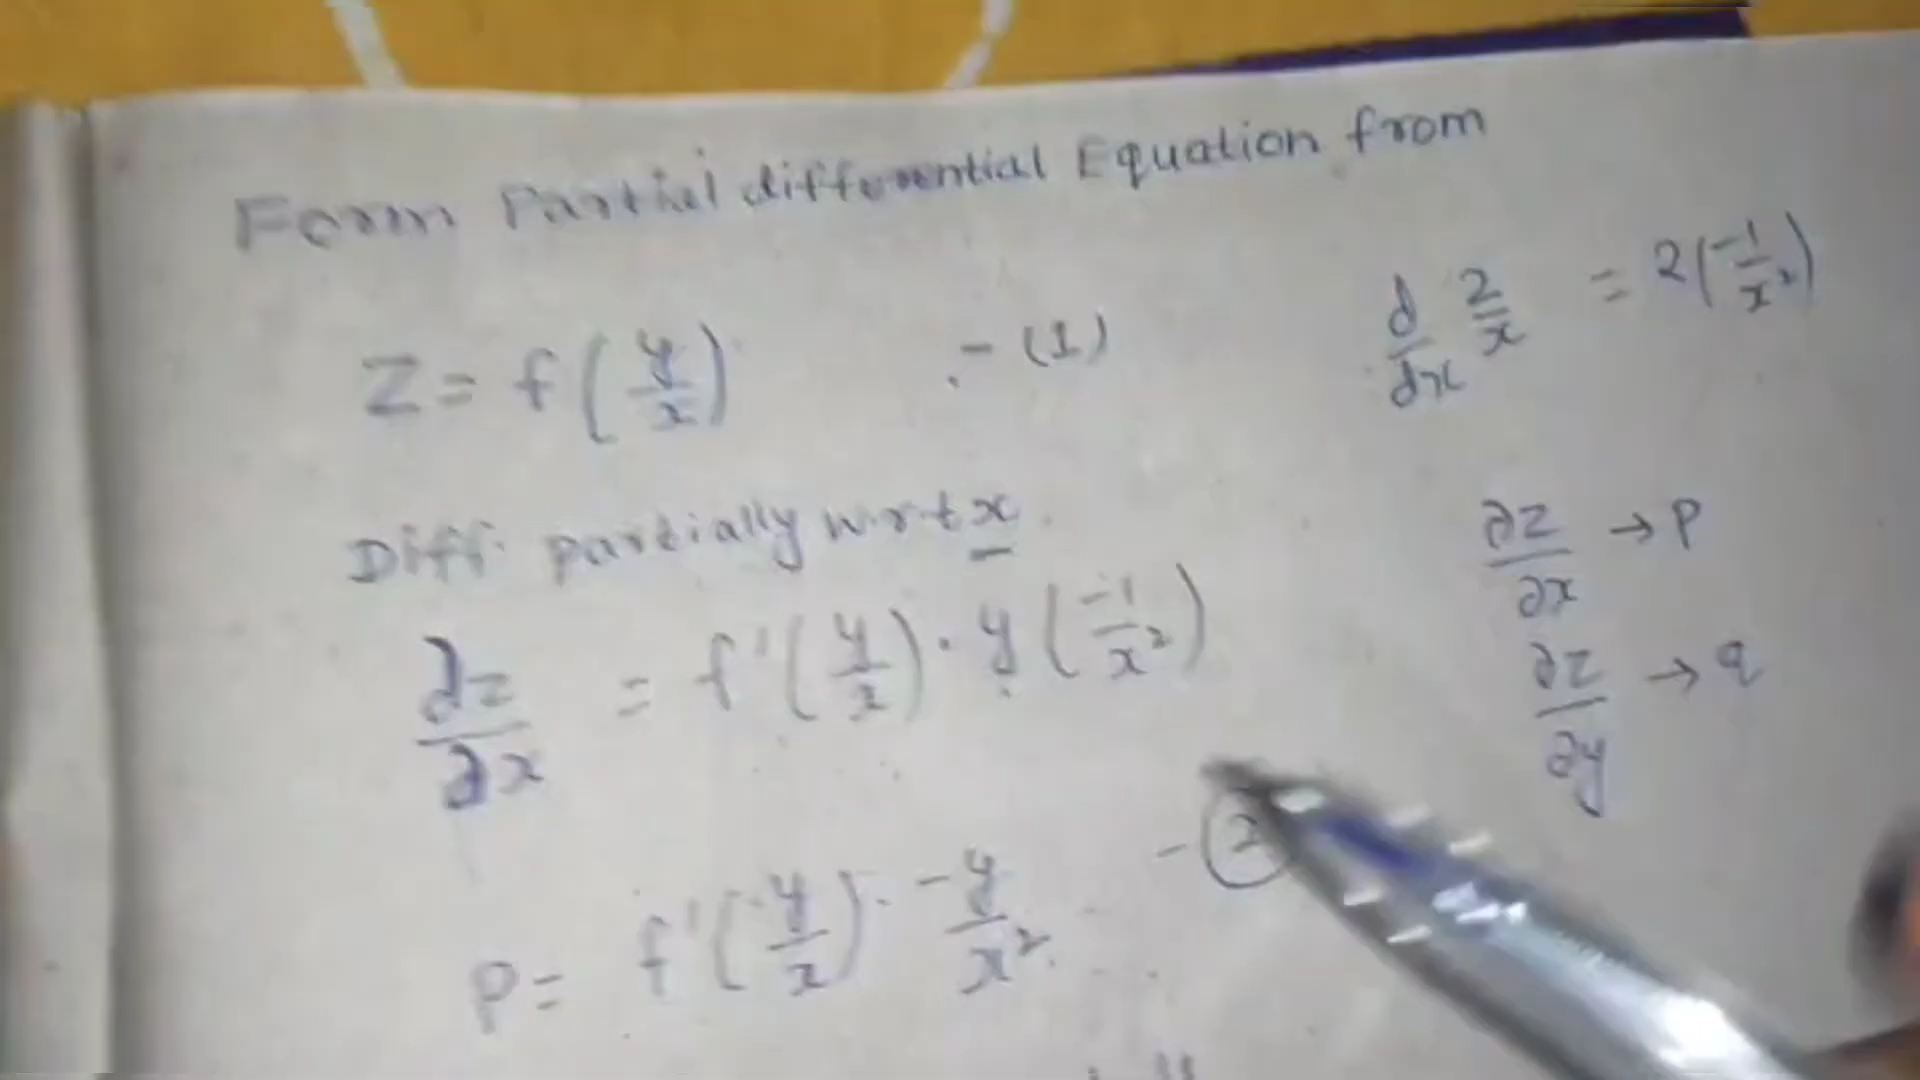 Form Partial differential Equation from
Z = f(y/x) - (1)
d/dx 2/x = 2(-1/x²)
Diff. partially w.r.t x
∂z/∂x = f'(y/x) · y(-1/x²)
∂z/∂x → p
∂z/∂y → q
P = f'(y/x) · -y/x² - ②